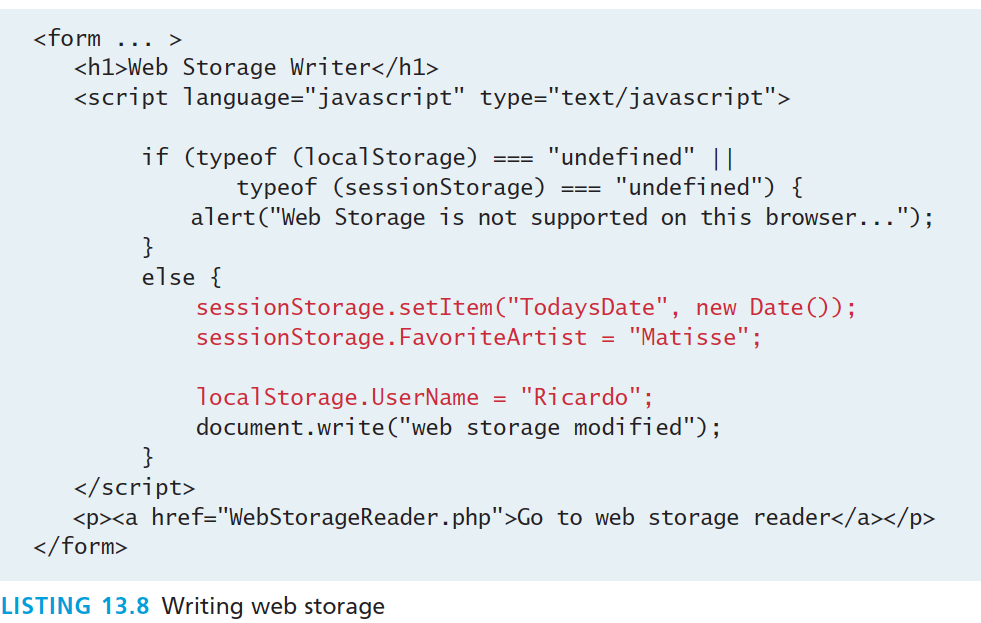 <form ... >
<h1>Web Storage Writer</h1>
<script language="javascript" type="text/javascript">
if (typeof (localStorage) === "undefined" ||
typeof (sessionStorage) === "undefined") {
alert("Web Storage is not supported on this browser...");
}
else {
sessionStorage.setItem("TodaysDate", new Date());
sessionStorage.FavoriteArtist = "Matisse";
localStorage.UserName = "Ricardo";
document.write("web storage modified");
}
</script>
<p><a href="WebStorageReader.php">Go to web storage reader</a></p>
</form>
LISTING 13.8 Writing web storage